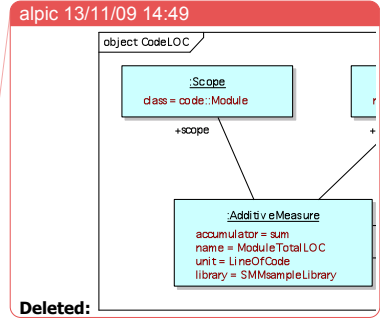 alpic 13/11/09 14:49
object CodeLOC
:Scope
class = code::Module
+scope
:AdditiveMeasure
accumulator = sum
name = ModuleTotalLOC
unit = LineOfCode
library = SMMsampleLibrary
Deleted: